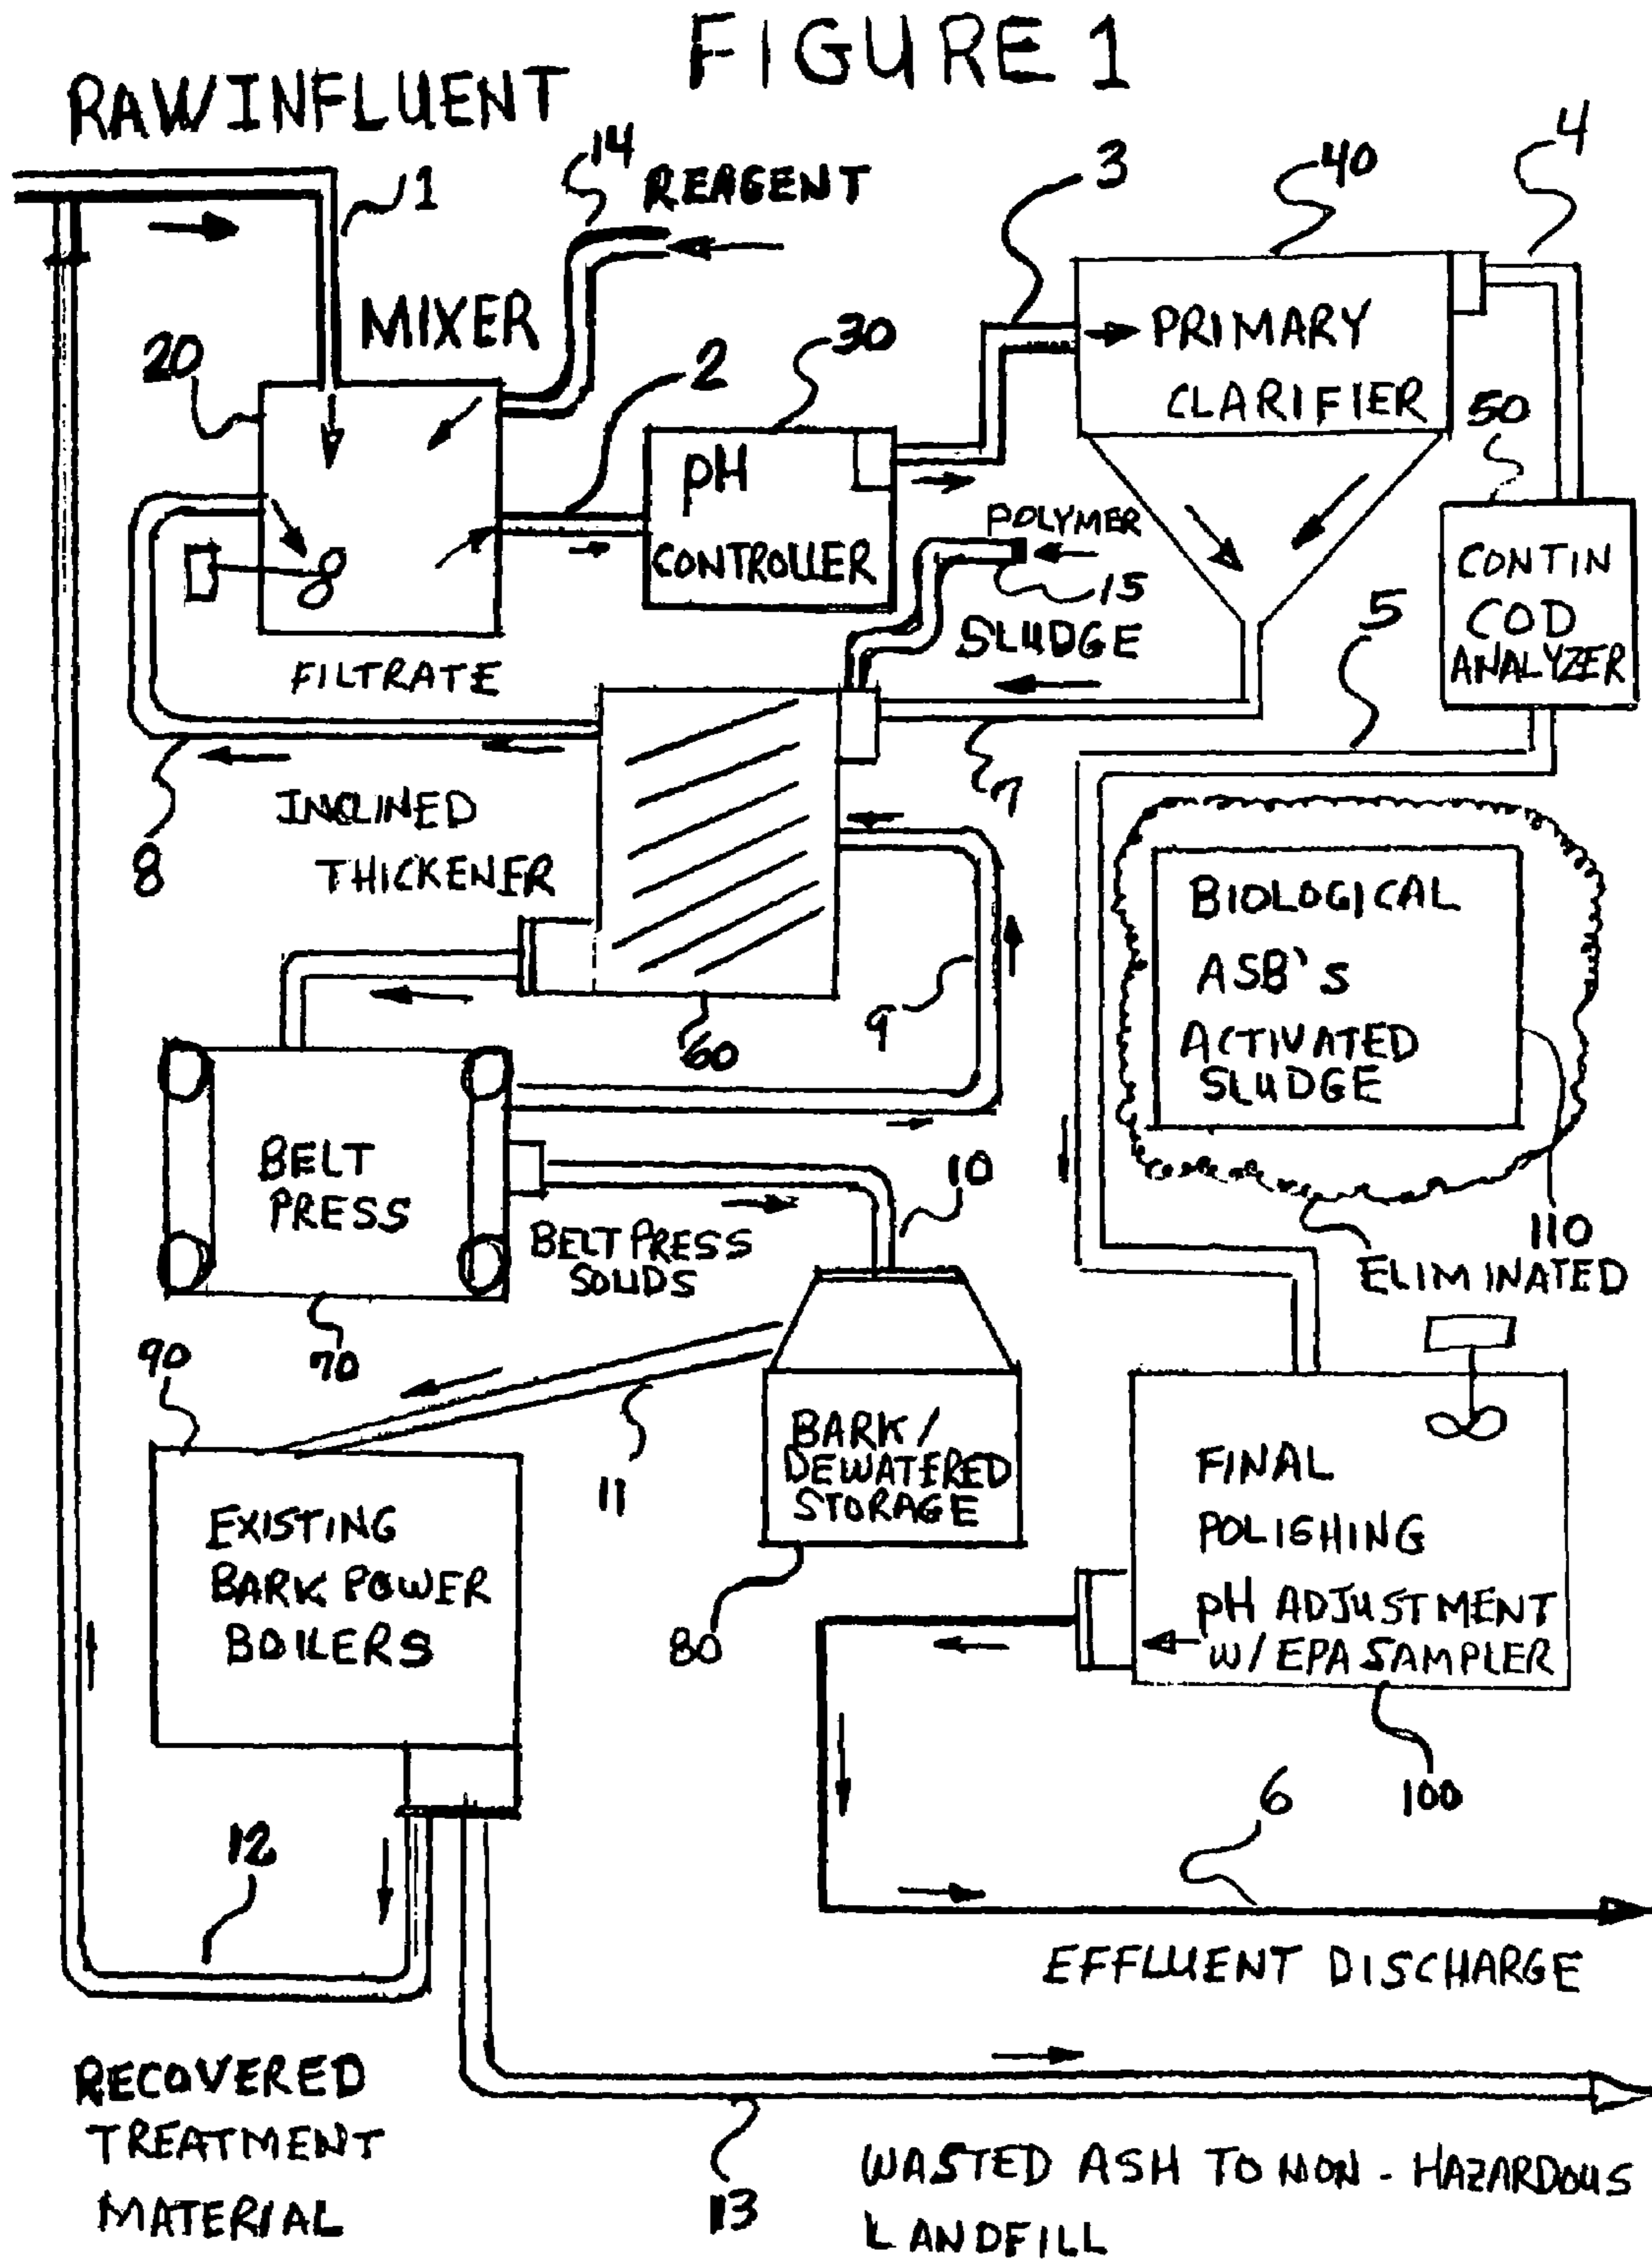 FIGURE 1
RAW INFLUENT
14
REAGENT
1
3
40
4
MIXER
20
2
30
PRIMARY
CLARIFIER
50
pH
CONTROLLER
POLYMER
15
SLUDGE
CONTIN
COD
ANALYZER
5
FILTRATE
7
8
INCLINED
THICKENER
9
60
BIOLOGICAL
ASB'S
ACTIVATED
SLUDGE
110
ELIMINATED
BELT
PRESS
10
BELT PRESS
SOLIDS
70
90
11
BARK /
DEWATERED
STORAGE
80
EXISTING
BARK POWER
BOILERS
FINAL
POLISHING
pH ADJUSTMENT
W/ EPA SAMPLER
100
6
12
EFFLUENT DISCHARGE
RECOVERED
TREATMENT
MATERIAL
13
WASTED ASH TO NON - HAZARDOUS
LANDFILL